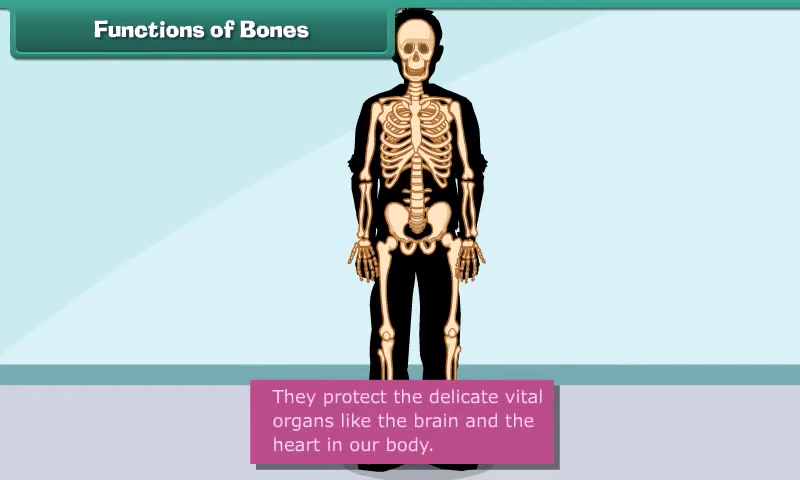 Functions of Bones
They protect the delicate vital
organs like the brain and the
heart in our body.